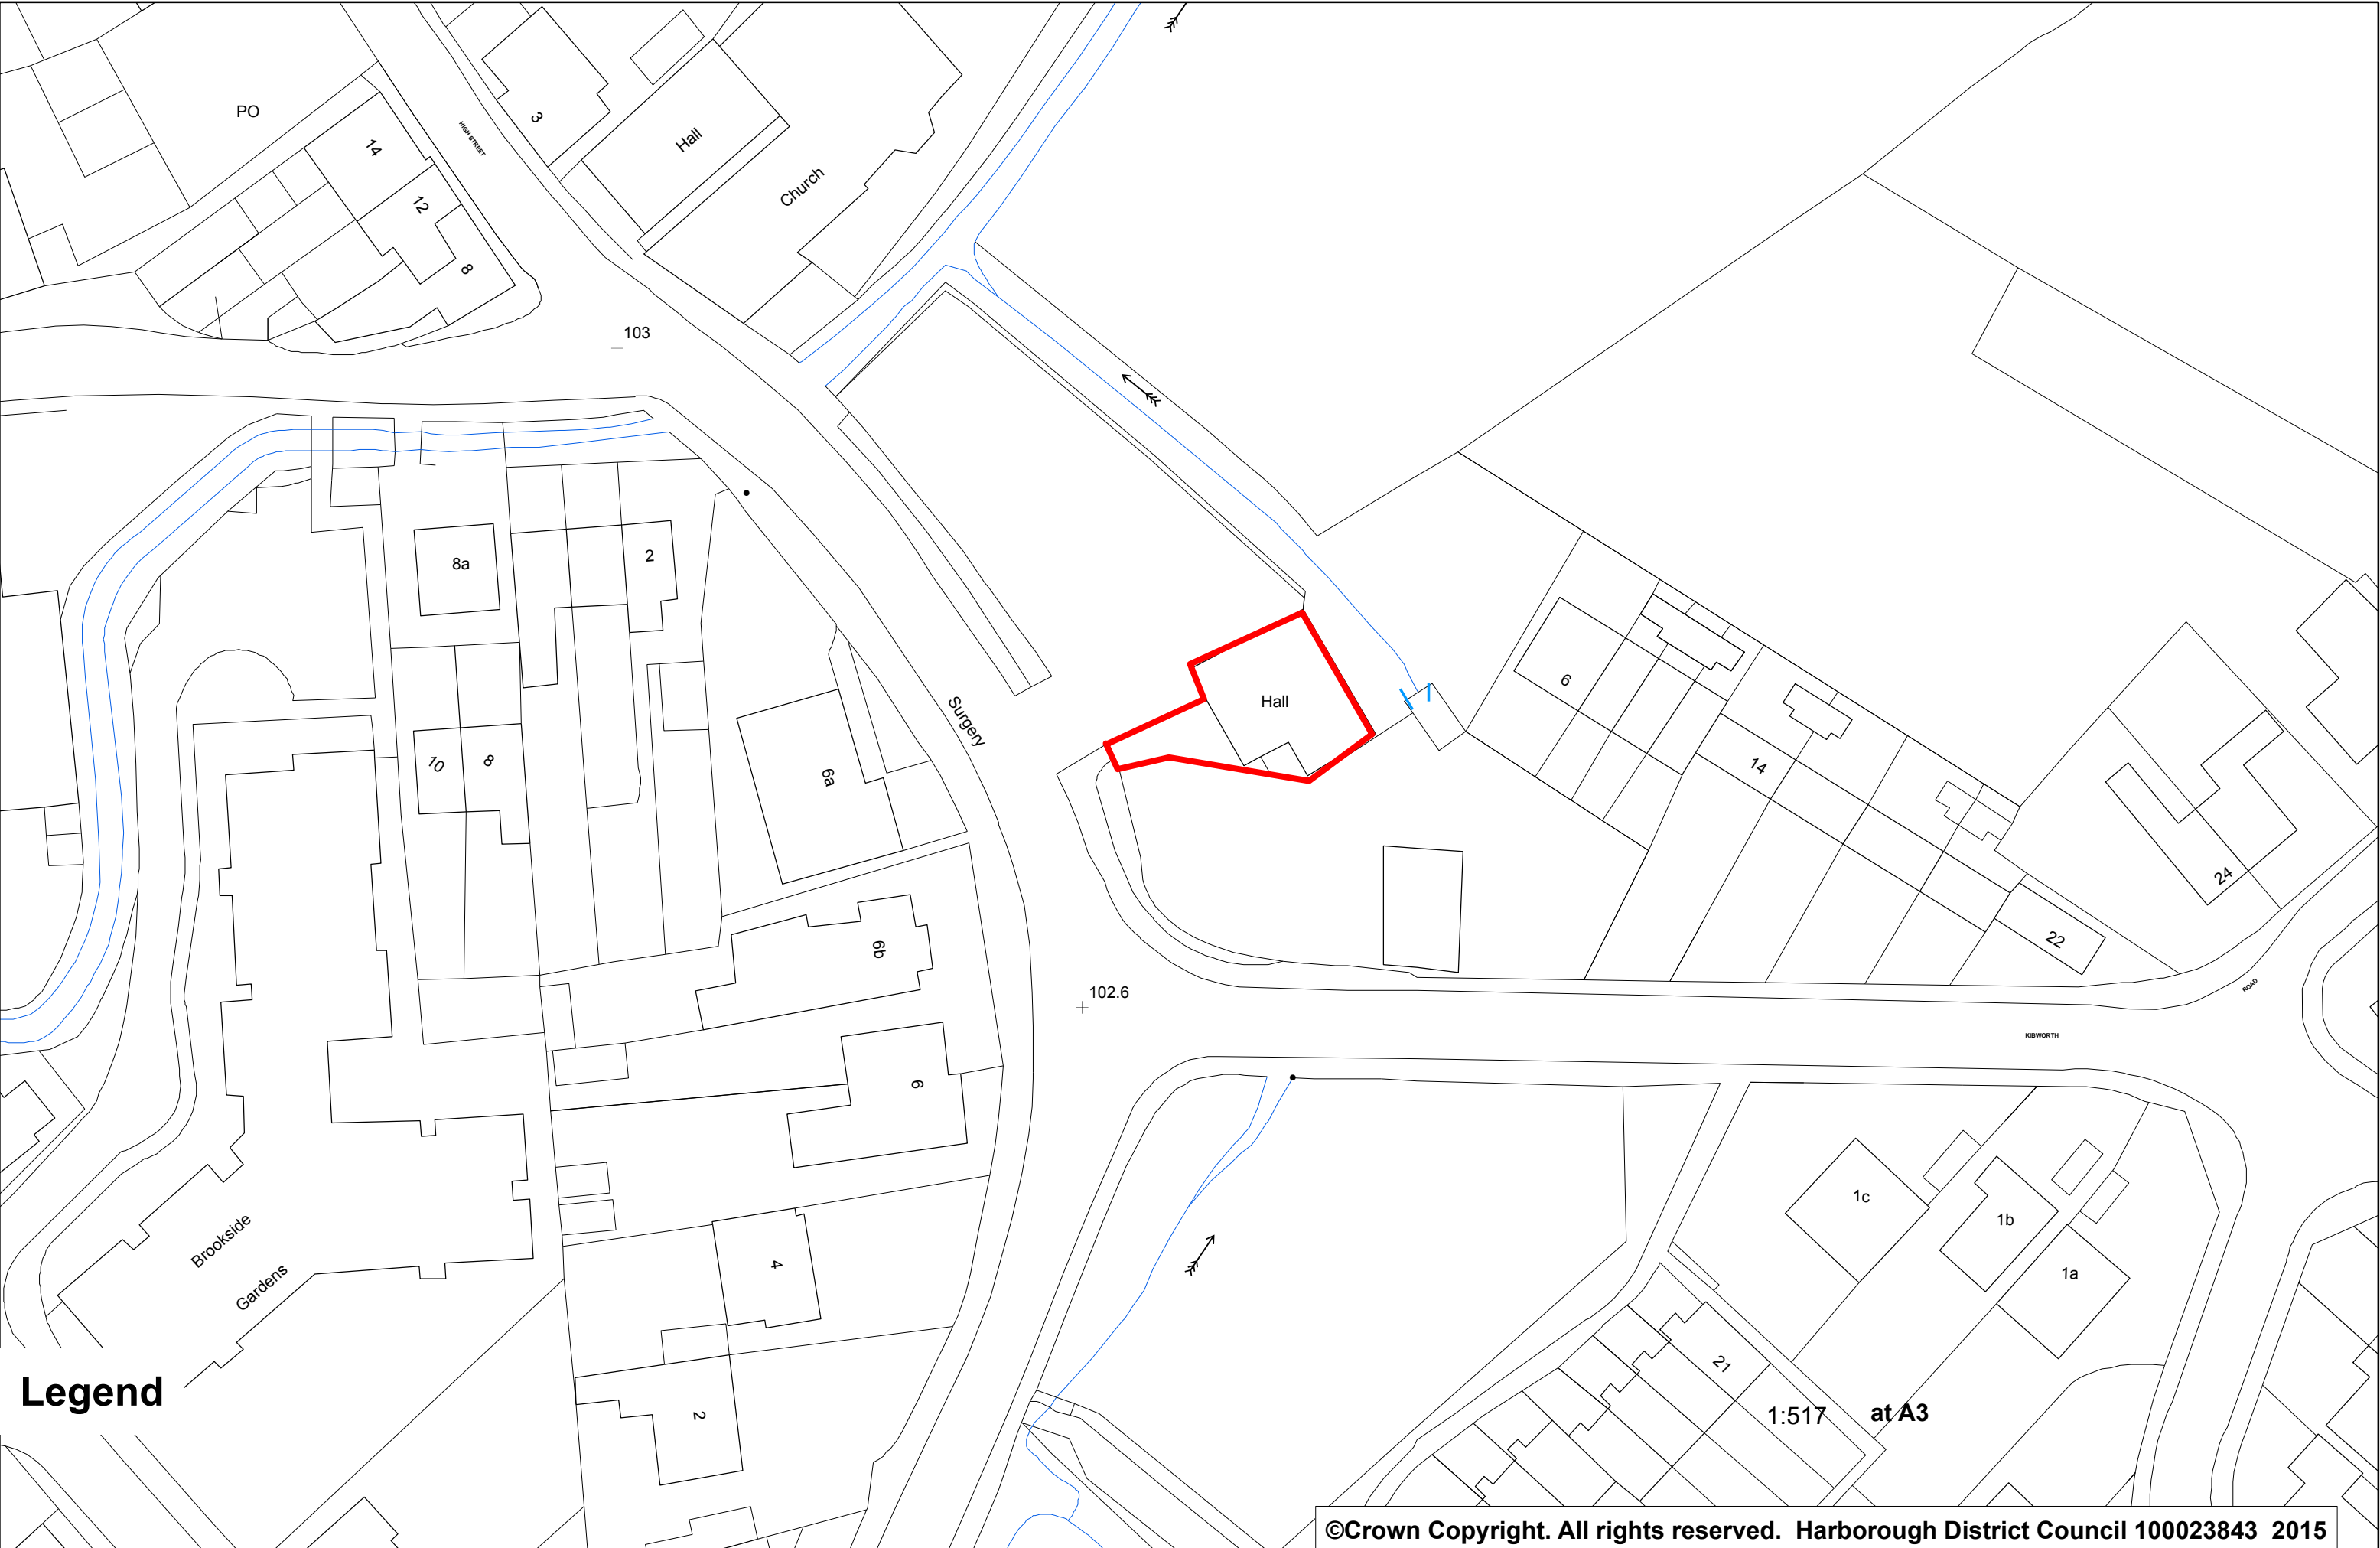 PO
3
HIGH STREET
14
Hall
Church
12
8
103
8a
2
6
Surgery
Hall
10
8
6a
14
24
6b
22
ROAD
102.6
KIBWORTH
6
1c
1b
Brookside
Gardens
4
1a
21
Legend
2
1:517 at A3
©Crown Copyright. All rights reserved. Harborough District Council 100023843 2015